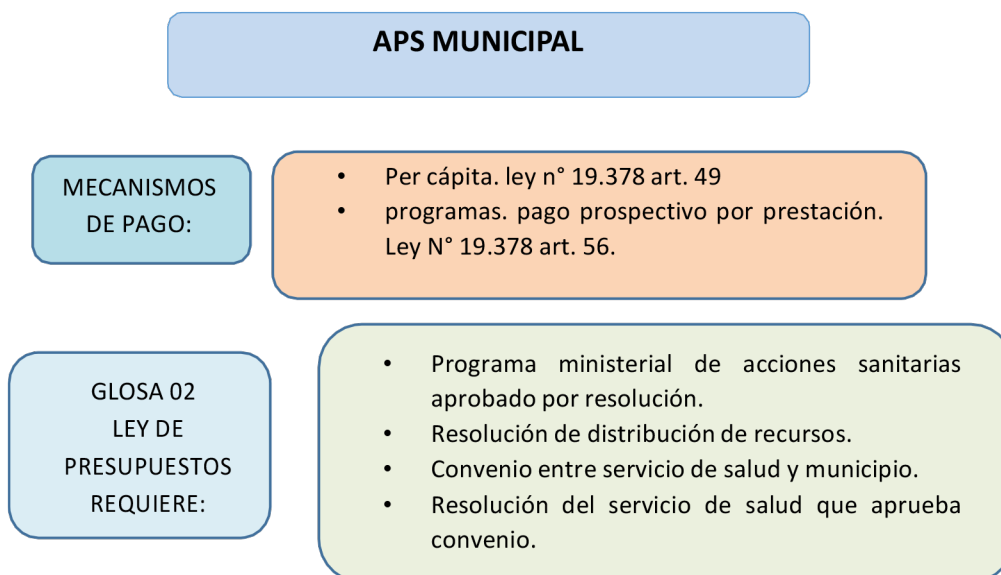 APS MUNICIPAL
MECANISMOS
DE PAGO:
• Per cápita. ley n° 19.378 art. 49
• programas. pago prospectivo por prestación.
Ley N° 19.378 art. 56.
GLOSA 02
LEY DE
PRESUPUESTOS
REQUIERE:
• Programa ministerial de acciones sanitarias
aprobado por resolución.
• Resolución de distribución de recursos.
• Convenio entre servicio de salud y municipio.
• Resolución del servicio de salud que aprueba
convenio.